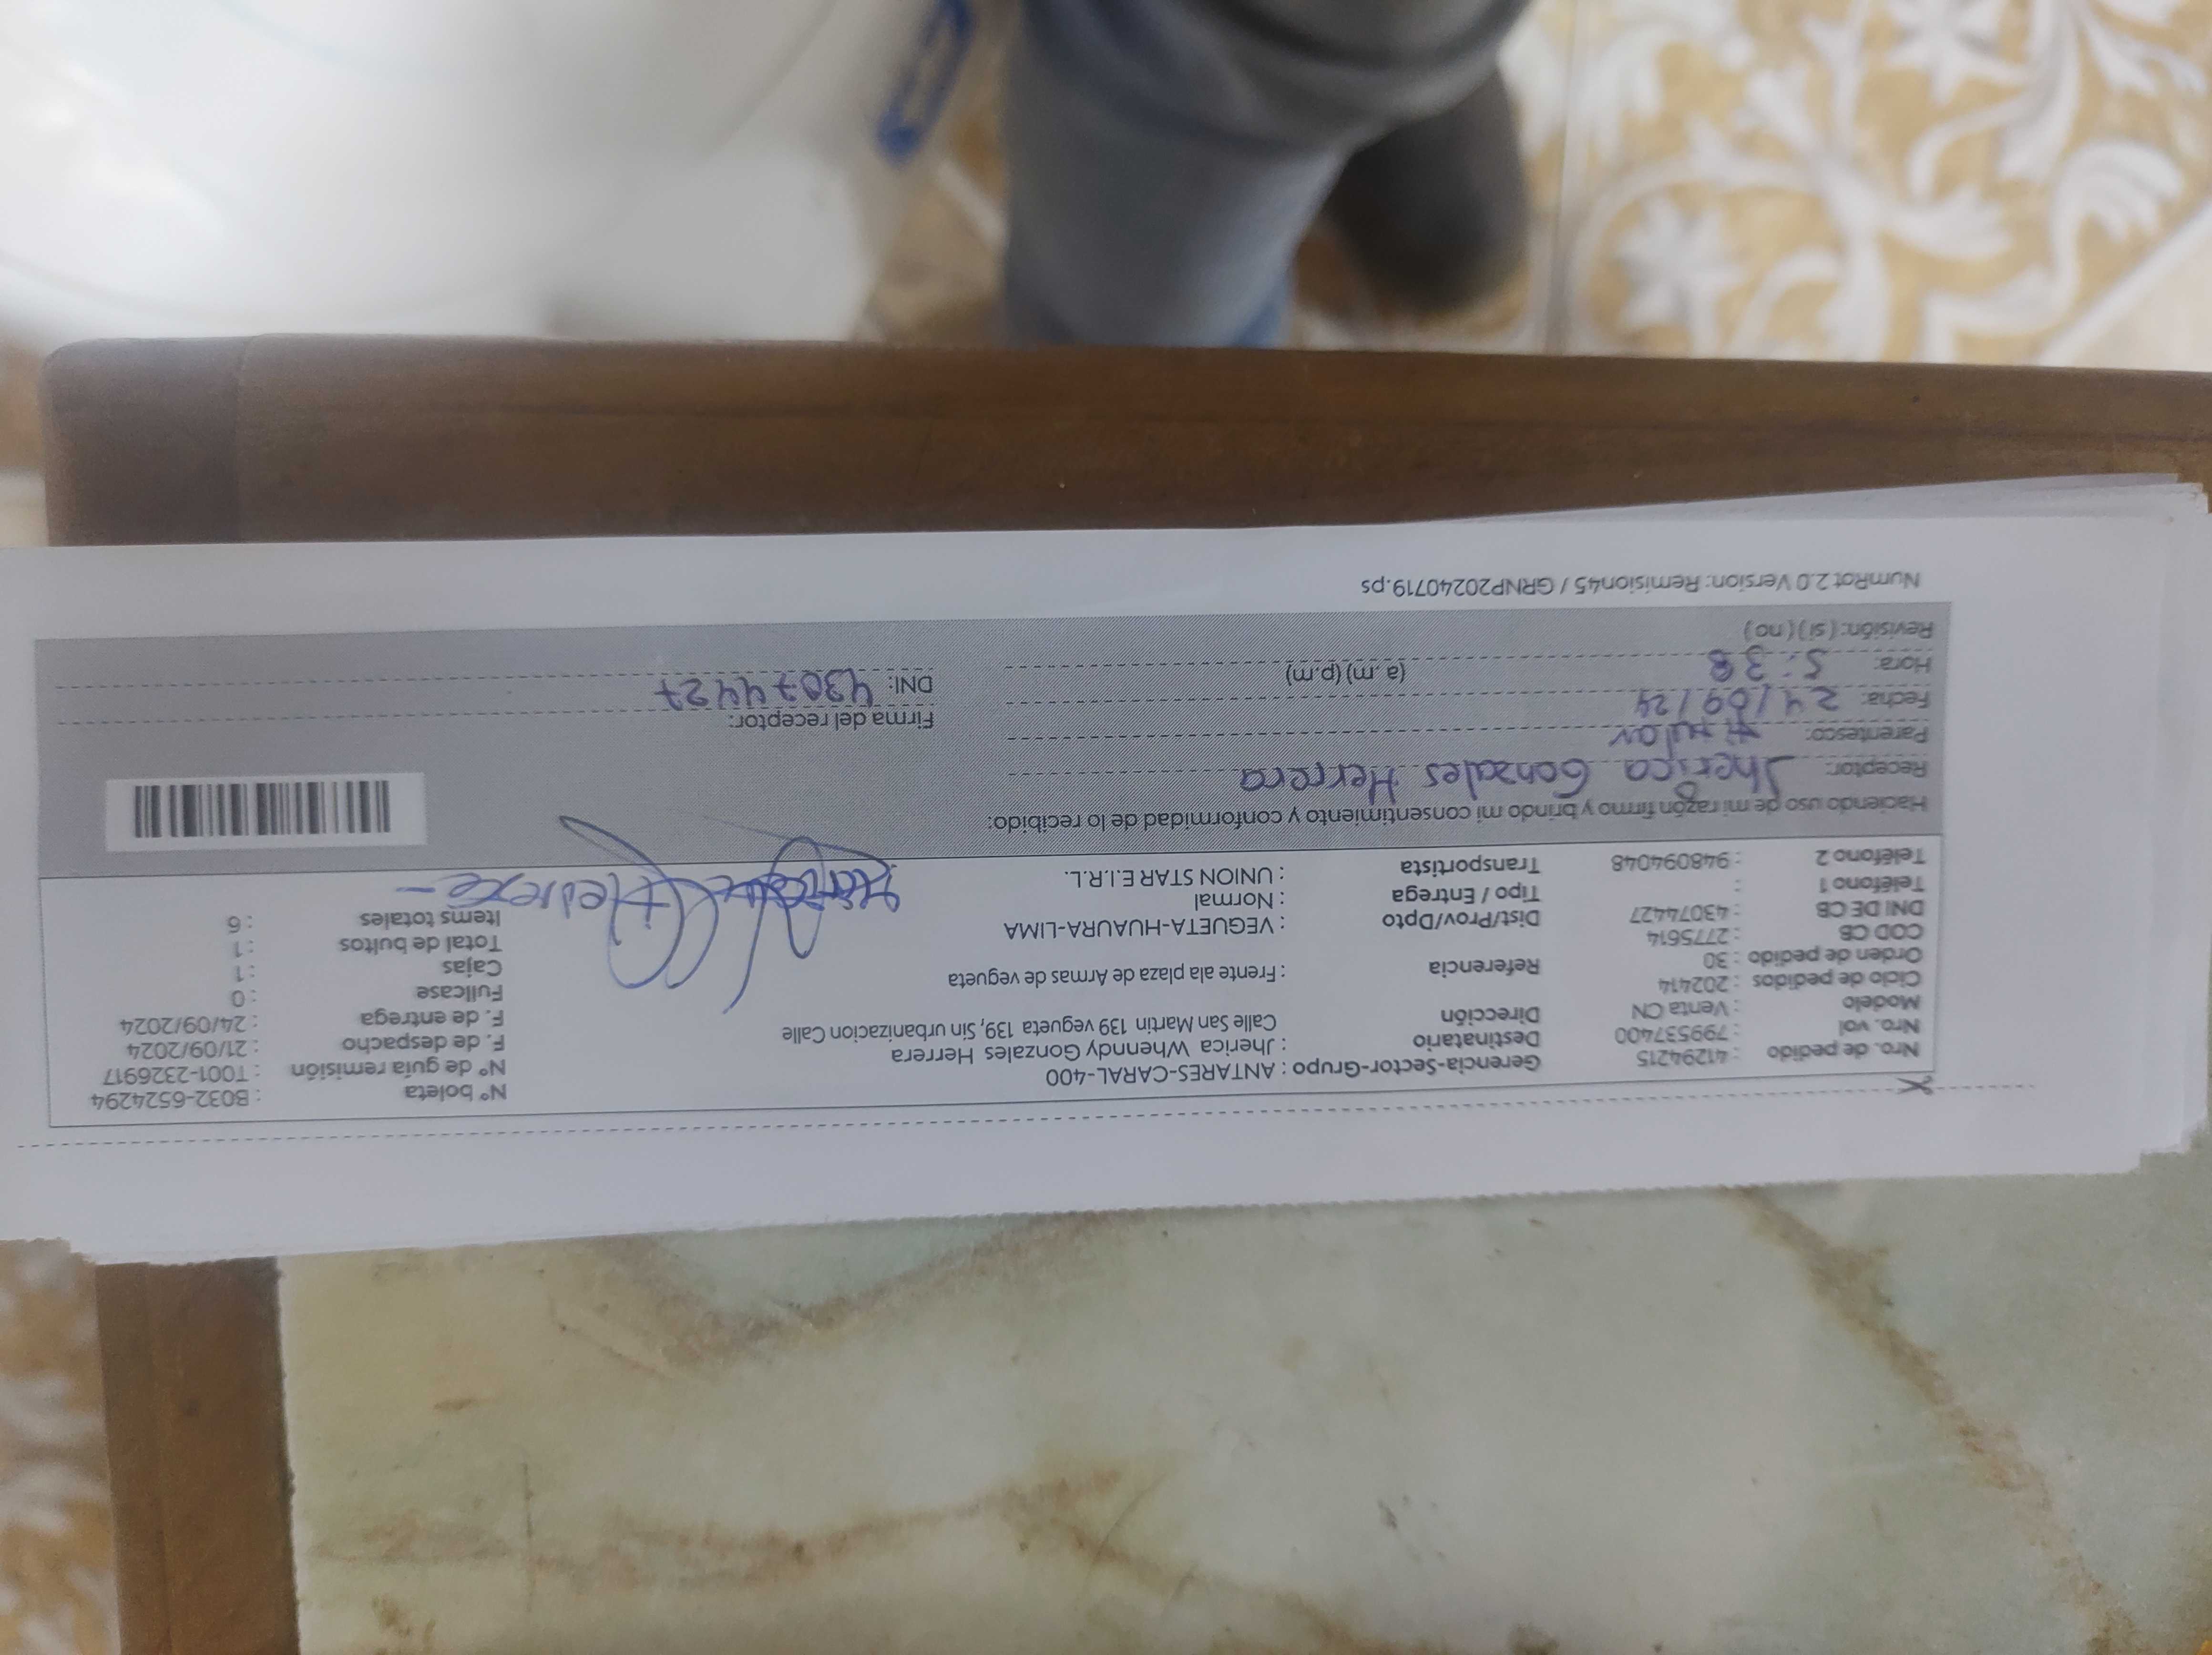 Nro. de pedido : 41294215
Nro. vol : 799537400
Modelo : Venta CN
Ciclo de pedidos : 202414
Orden de pedido : 30
COD CB : 2775614
DNI DE CB : 43074427
Teléfono 1 :
Teléfono 2 : 948094048
Gerencia-Sector-Grupo : ANTARES-CARAL-400
Destinatario : Jherica Whenndy Gonzales Herrera
Dirección Calle San Martin 139 vegueta 139, Sin urbanizacion Calle
Referencia : Frente ala plaza de Armas de vegueta
Dist/Prov/Dpto : VEGUETA-HUAURA-LIMA
Tipo / Entrega : Normal
Transportista : UNION STAR E.I.R.L.
N° boleta : B032-6524294
N° de guía remisión : T001-2326917
F. de despacho : 21/09/2024
F. de entrega : 24/09/2024
Fullcase : 0
Cajas : 1
Total de bultos : 1
Items totales : 6
Haciendo uso de mi razón firmo y brindo mi consentimiento y conformidad de lo recibido:
Receptor: Jherica Gonzales Herrera
Parentesco: titular
Fecha: 24/09/24
Hora: 5:38 (a.m) (p.m)
Revisión: (si) (no)
Firma del receptor:
DNI: 43074427
NumRot 2.0 Version: Remision45 / GRNP20240719.ps